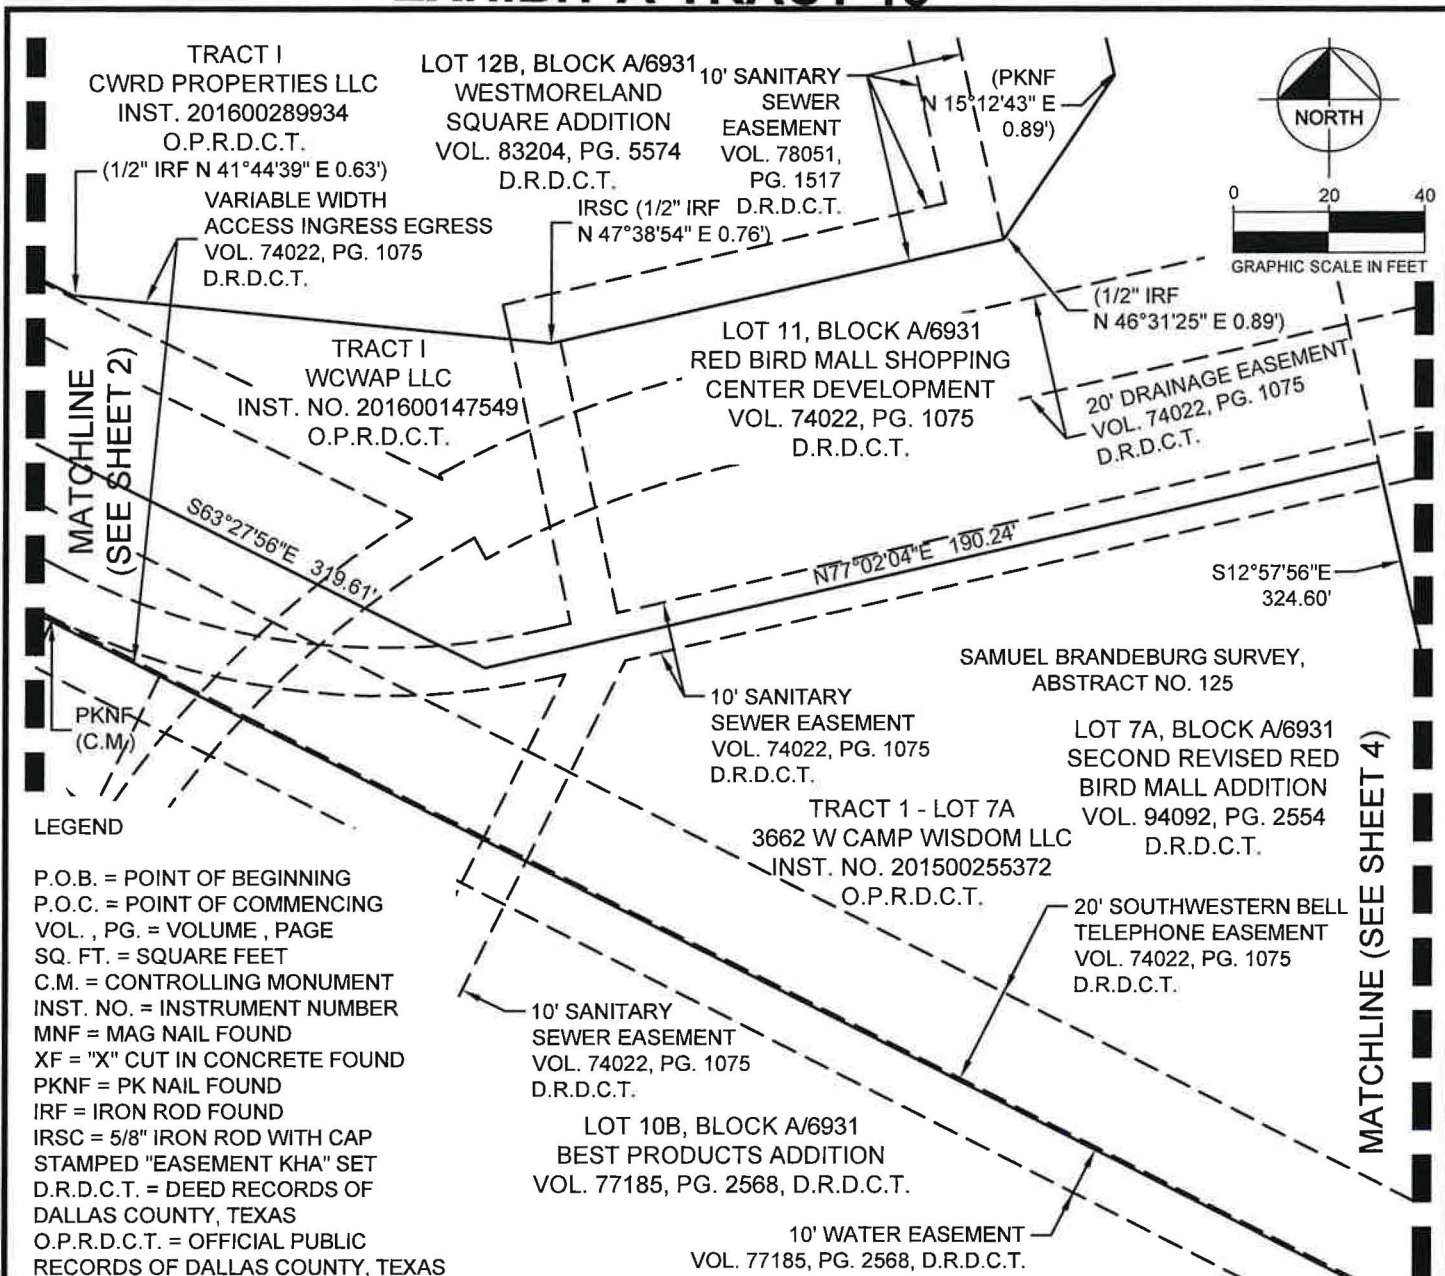 TRACT I
CWRD PROPERTIES LLC
INST. 201600289934
O.P.R.D.C.T.
(1/2" IRF N 41°44'39" E 0.63')
VARIABLE WIDTH
ACCESS INGRESS EGRESS
VOL. 74022, PG. 1075
D.R.D.C.T.
LOT 12B, BLOCK A/6931
WESTMORELAND
SQUARE ADDITION
VOL. 83204, PG. 5574
D.R.D.C.T.
IRSC (1/2" IRF
N 47°38'54" E 0.76')
10' SANITARY
SEWER
EASEMENT
VOL. 78051,
PG. 1517
D.R.D.C.T.
(PKNF
N 15°12'43" E
0.89')
NORTH
0 20 40
GRAPHIC SCALE IN FEET
(1/2" IRF
N 46°31'25" E 0.89')
TRACT I
WCWAP LLC
INST. NO. 201600147549
O.P.R.D.C.T.
LOT 11, BLOCK A/6931
RED BIRD MALL SHOPPING
CENTER DEVELOPMENT
VOL. 74022, PG. 1075
D.R.D.C.T.
20' DRAINAGE EASEMENT
VOL. 74022, PG. 1075
D.R.D.C.T.
MATCHLINE
(SEE SHEET 2)
S63°27'56"E 319.61'
N77°02'04"E 190.24'
S12°57'56"E
324.60'
SAMUEL BRANDEBURG SURVEY,
ABSTRACT NO. 125
PKNF
(C.M.)
10' SANITARY
SEWER EASEMENT
VOL. 74022, PG. 1075
D.R.D.C.T.
LOT 7A, BLOCK A/6931
SECOND REVISED RED
BIRD MALL ADDITION
VOL. 94092, PG. 2554
D.R.D.C.T.
MATCHLINE (SEE SHEET 4)
TRACT 1 - LOT 7A
3662 W CAMP WISDOM LLC
INST. NO. 201500255372
O.P.R.D.C.T.
20' SOUTHWESTERN BELL
TELEPHONE EASEMENT
VOL. 74022, PG. 1075
D.R.D.C.T.
10' SANITARY
SEWER EASEMENT
VOL. 74022, PG. 1075
D.R.D.C.T.
LOT 10B, BLOCK A/6931
BEST PRODUCTS ADDITION
VOL. 77185, PG. 2568, D.R.D.C.T.
10' WATER EASEMENT
VOL. 77185, PG. 2568, D.R.D.C.T.
LEGEND
P.O.B. = POINT OF BEGINNING
P.O.C. = POINT OF COMMENCING
VOL. , PG. = VOLUME , PAGE
SQ. FT. = SQUARE FEET
C.M. = CONTROLLING MONUMENT
INST. NO. = INSTRUMENT NUMBER
MNF = MAG NAIL FOUND
XF = "X" CUT IN CONCRETE FOUND
PKNF = PK NAIL FOUND
IRF = IRON ROD FOUND
IRSC = 5/8" IRON ROD WITH CAP
STAMPED "EASEMENT KHA" SET
D.R.D.C.T. = DEED RECORDS OF
DALLAS COUNTY, TEXAS
O.P.R.D.C.T. = OFFICIAL PUBLIC
RECORDS OF DALLAS COUNTY, TEXAS